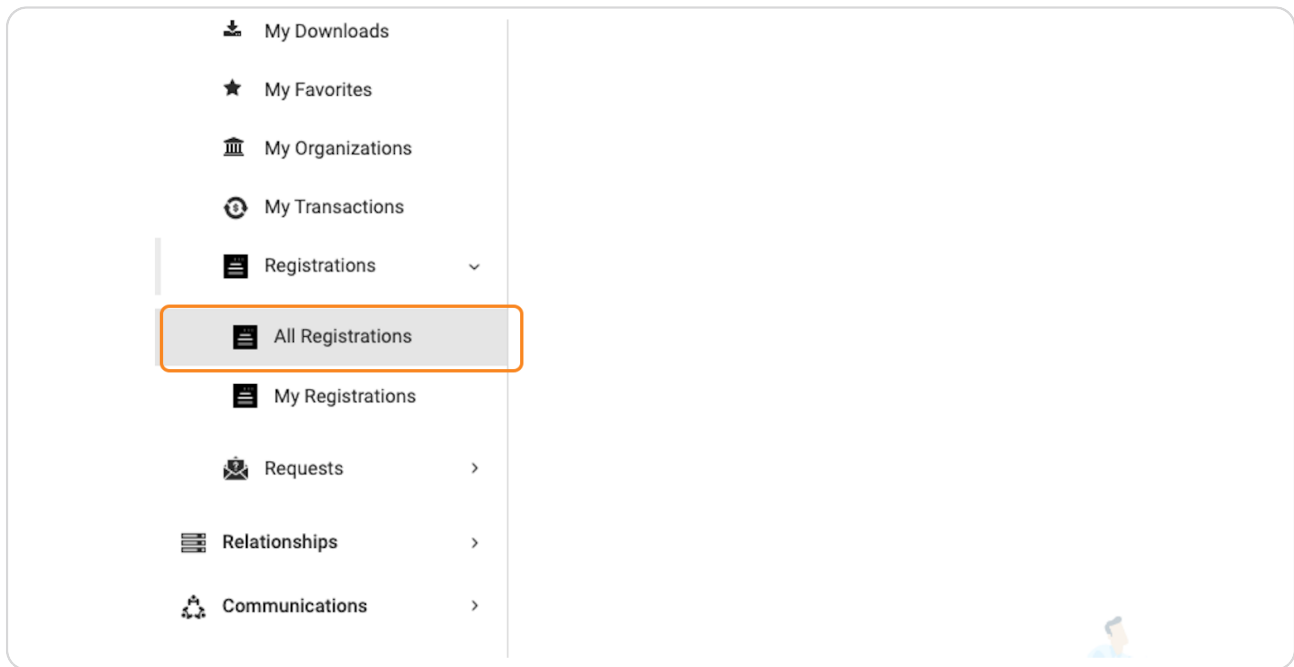 My Downloads
My Favorites
My Organizations
My Transactions
Registrations
All Registrations
My Registrations
Requests
Relationships
Communications